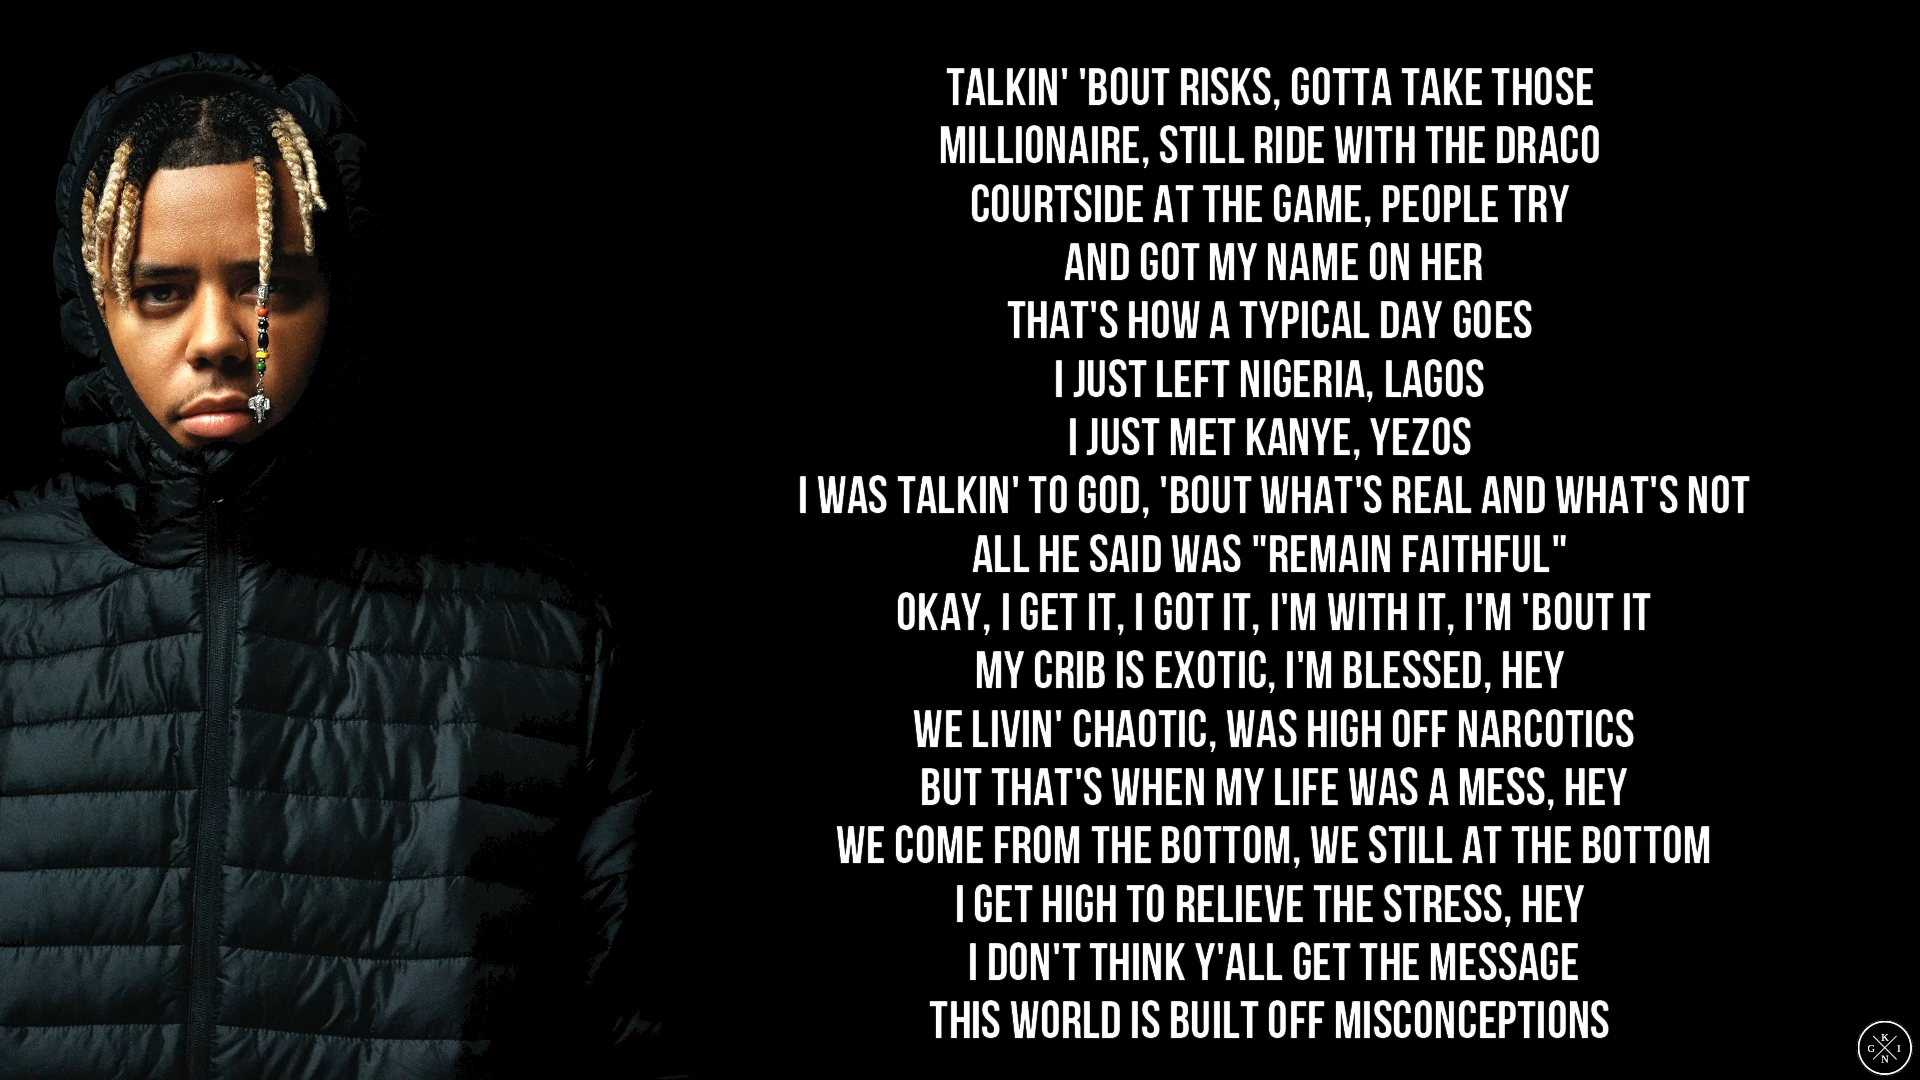 TALKIN' 'BOUT RISKS, GOTTA TAKE THOSE
MILLIONAIRE, STILL RIDE WITH THE DRACO
COURTSIDE AT THE GAME, PEOPLE TRY
AND GOT MY NAME ON HER
THAT'S HOW A TYPICAL DAY GOES
I JUST LEFT NIGERIA, LAGOS
I JUST MET KANYE, YEZOS
I WAS TALKIN' TO GOD, 'BOUT WHAT'S REAL AND WHAT'S NOT
ALL HE SAID WAS "REMAIN FAITHFUL"
OKAY, I GET IT, I GOT IT, I'M WITH IT, I'M 'BOUT IT
MY CRIB IS EXOTIC, I'M BLESSED, HEY
WE LIVIN' CHAOTIC, WAS HIGH OFF NARCOTICS
BUT THAT'S WHEN MY LIFE WAS A MESS, HEY
WE COME FROM THE BOTTOM, WE STILL AT THE BOTTOM
I GET HIGH TO RELIEVE THE STRESS, HEY
I DON'T THINK Y'ALL GET THE MESSAGE
THIS WORLD IS BUILT OFF MISCONCEPTIONS
K
G I
N